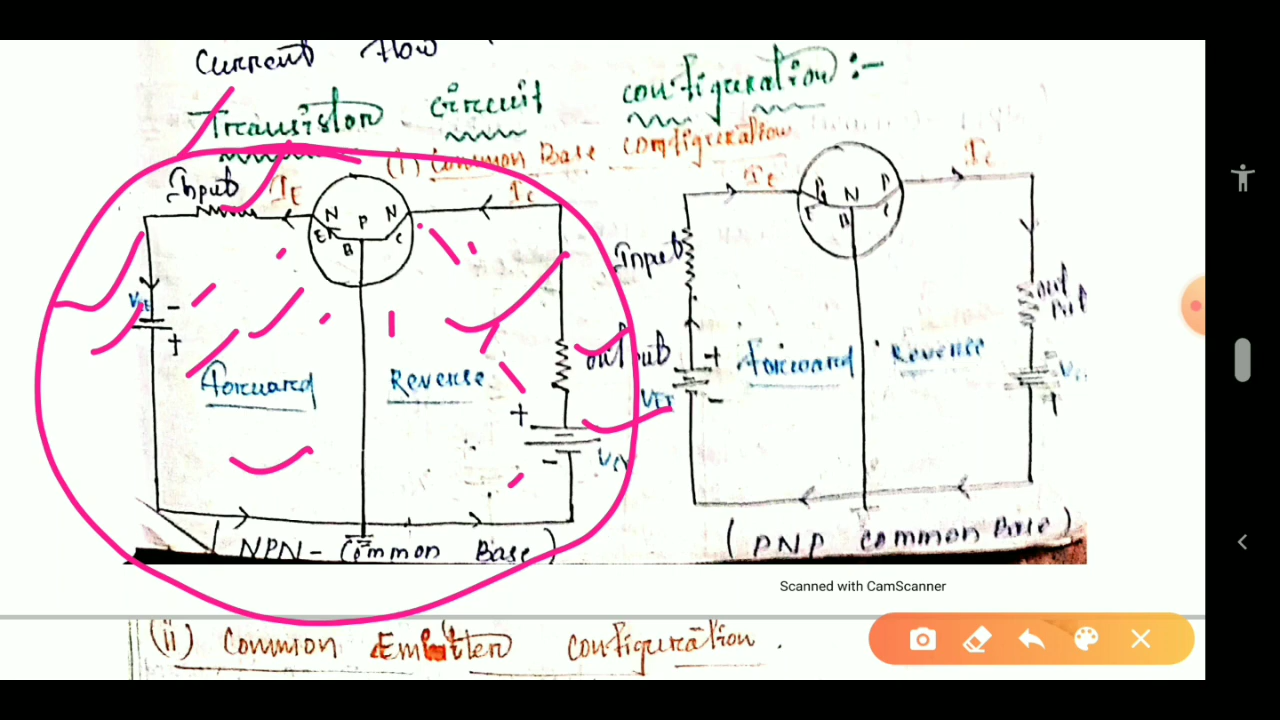 Current flow
Transistor circuit configuration :-
(i) Common Base configuration
Input IE Ic
N P N
E B C
VEE - +
Forward Reverse
output
+ -
(NPN - Common Base)
Ie Ic
P N P
E B C
Input
output
+ - VEE
Forward Reverse
+
(PNP Common Base)
Scanned with CamScanner
(ii) Common Emitter configuration.